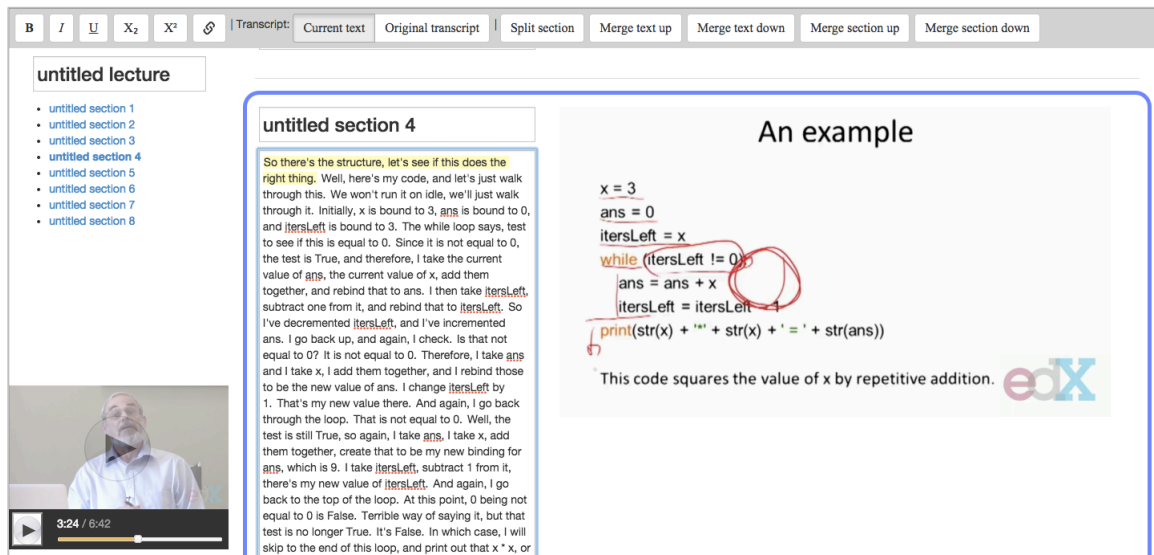 B I U X₂ X² | Transcript: Current text Original transcript | Split section Merge text up Merge text down Merge section up Merge section down
untitled lecture
untitled section 1
untitled section 2
untitled section 3
untitled section 4
untitled section 5
untitled section 6
untitled section 7
untitled section 8
3:24 / 6:42
untitled section 4
So there's the structure, let's see if this does the
right thing. Well, here's my code, and let's just walk
through this. We won't run it on idle, we'll just walk
through it. Initially, x is bound to 3, ans is bound to 0,
and itersLeft is bound to 3. The while loop says, test
to see if this is equal to 0. Since it is not equal to 0,
the test is True, and therefore, I take the current
value of ans, the current value of x, add them
together, and rebind that to ans. I then take itersLeft,
subtract one from it, and rebind that to itersLeft. So
I've decremented itersLeft, and I've incremented
ans. I go back up, and again, I check. Is that not
equal to 0? It is not equal to 0. Therefore, I take ans
and I take x, I add them together, and I rebind those
to be the new value of ans. I change itersLeft by
1. That's my new value there. And again, I go back
through the loop. That is not equal to 0. Well, the
test is still True, so again, I take ans, I take x, add
them together, create that to be my new binding for
ans, which is 9. I take itersLeft, subtract 1 from it,
there's my new value of itersLeft. And again, I go
back to the top of the loop. At this point, 0 being not
equal to 0 is False. Terrible way of saying it, but that
test is no longer True. It's False. In which case, I will
skip to the end of this loop, and print out that x * x, or
An example
x = 3
ans = 0
itersLeft = x
while (itersLeft != 0):
ans = ans + x
itersLeft = itersLeft - 1
print(str(x) + '*' + str(x) + ' = ' + str(ans))
This code squares the value of x by repetitive addition.
edX